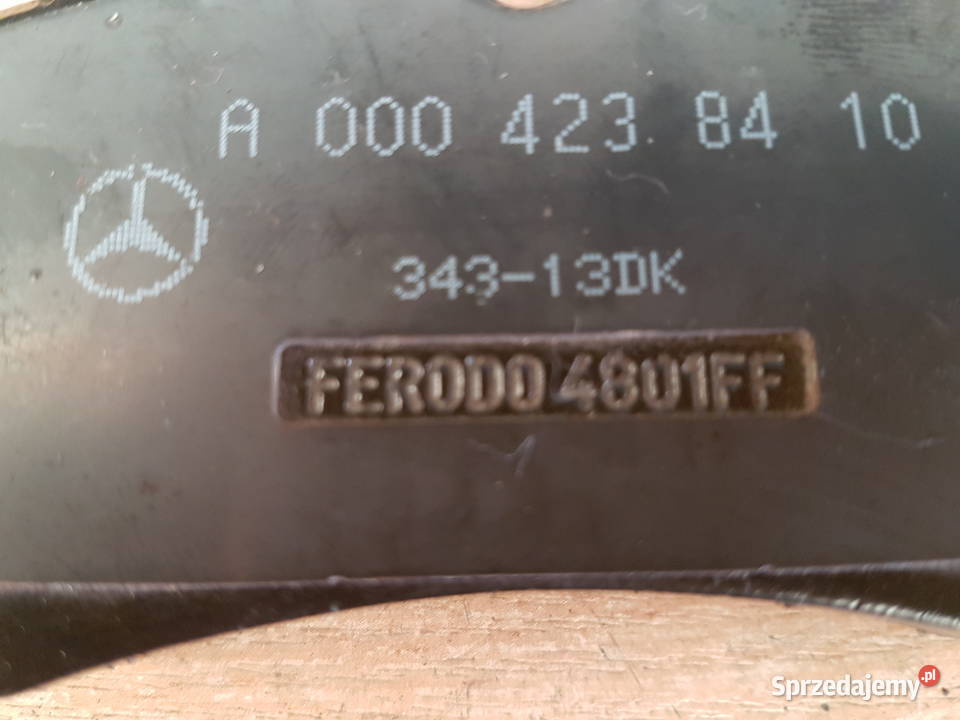 A 000 423 84 10
343-13DK
FERODO 4801FF
Sprzedajemy.pl